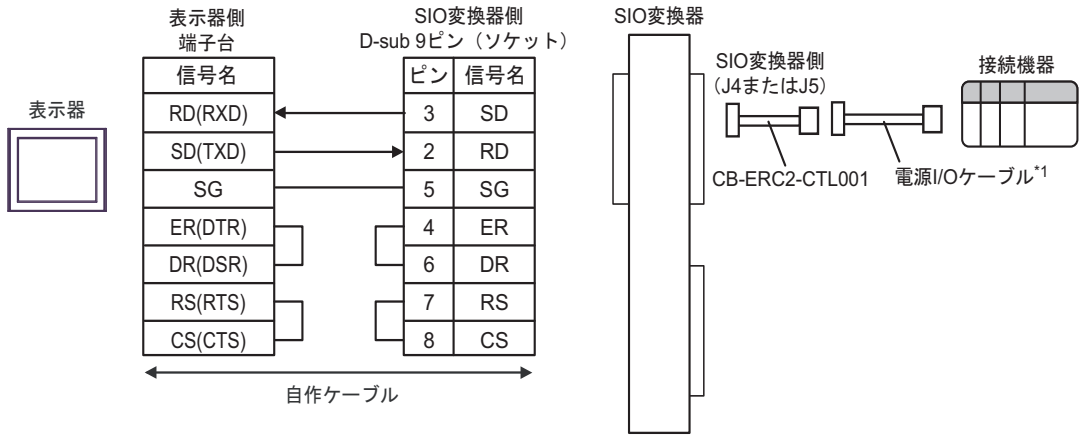 表示器
表示器側
端子台
SIO変換器側
D-sub 9ピン（ソケット）
信号名
ピン 信号名
RD(RXD) 3 SD
SD(TXD) 2 RD
SG 5 SG
ER(DTR) 4 ER
DR(DSR) 6 DR
RS(RTS) 7 RS
CS(CTS) 8 CS
自作ケーブル
SIO変換器
SIO変換器側
（J4またはJ5）
CB-ERC2-CTL001
電源I/Oケーブル*1
接続機器